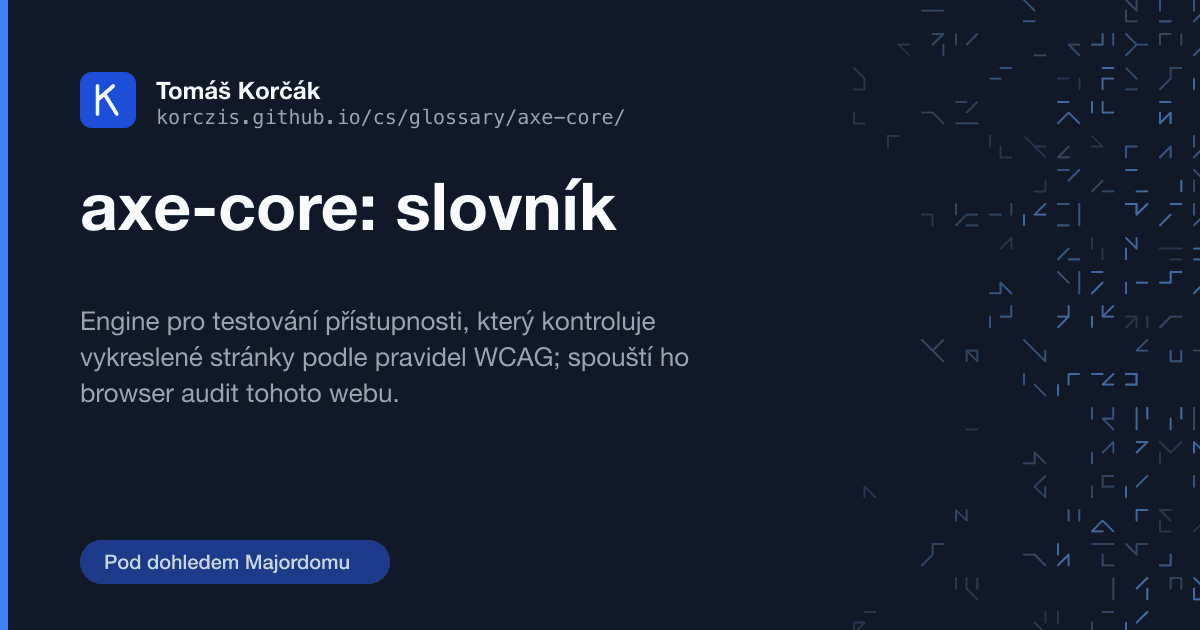 K
Tomáš Korčák
korczis.github.io/cs/glossary/axe-core/
axe-core: slovník
Engine pro testování přístupnosti, který kontroluje
vykreslené stránky podle pravidel WCAG; spouští ho
browser audit tohoto webu.
Pod dohledem Majordomu